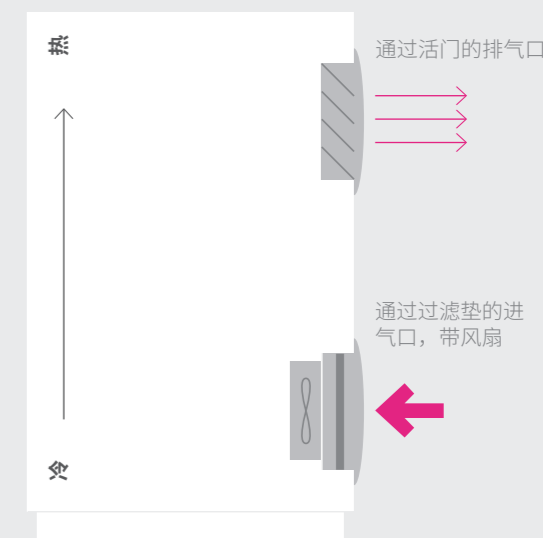 热
通过活门的排气口
通过过滤垫的进
气口，带风扇
冷